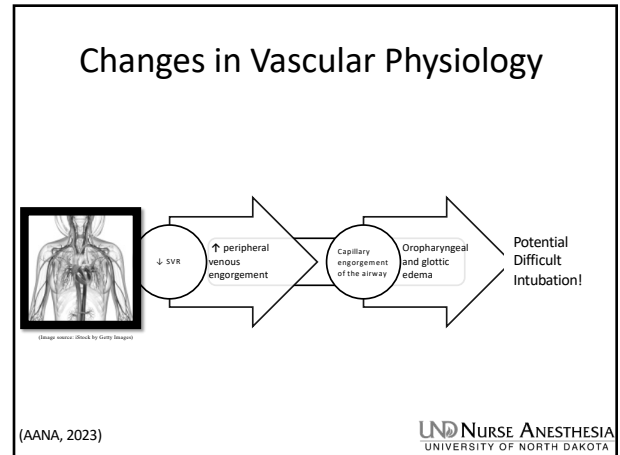 Changes in Vascular Physiology
↓ SVR
↑ peripheral
venous
engorgement
Capillary
engorgement
of the airway
Oropharyngeal
and glottic
edema
Potential
Difficult
Intubation!
(Image source: iStock by Getty Images)
(AANA, 2023)
UND NURSE ANESTHESIA
UNIVERSITY OF NORTH DAKOTA